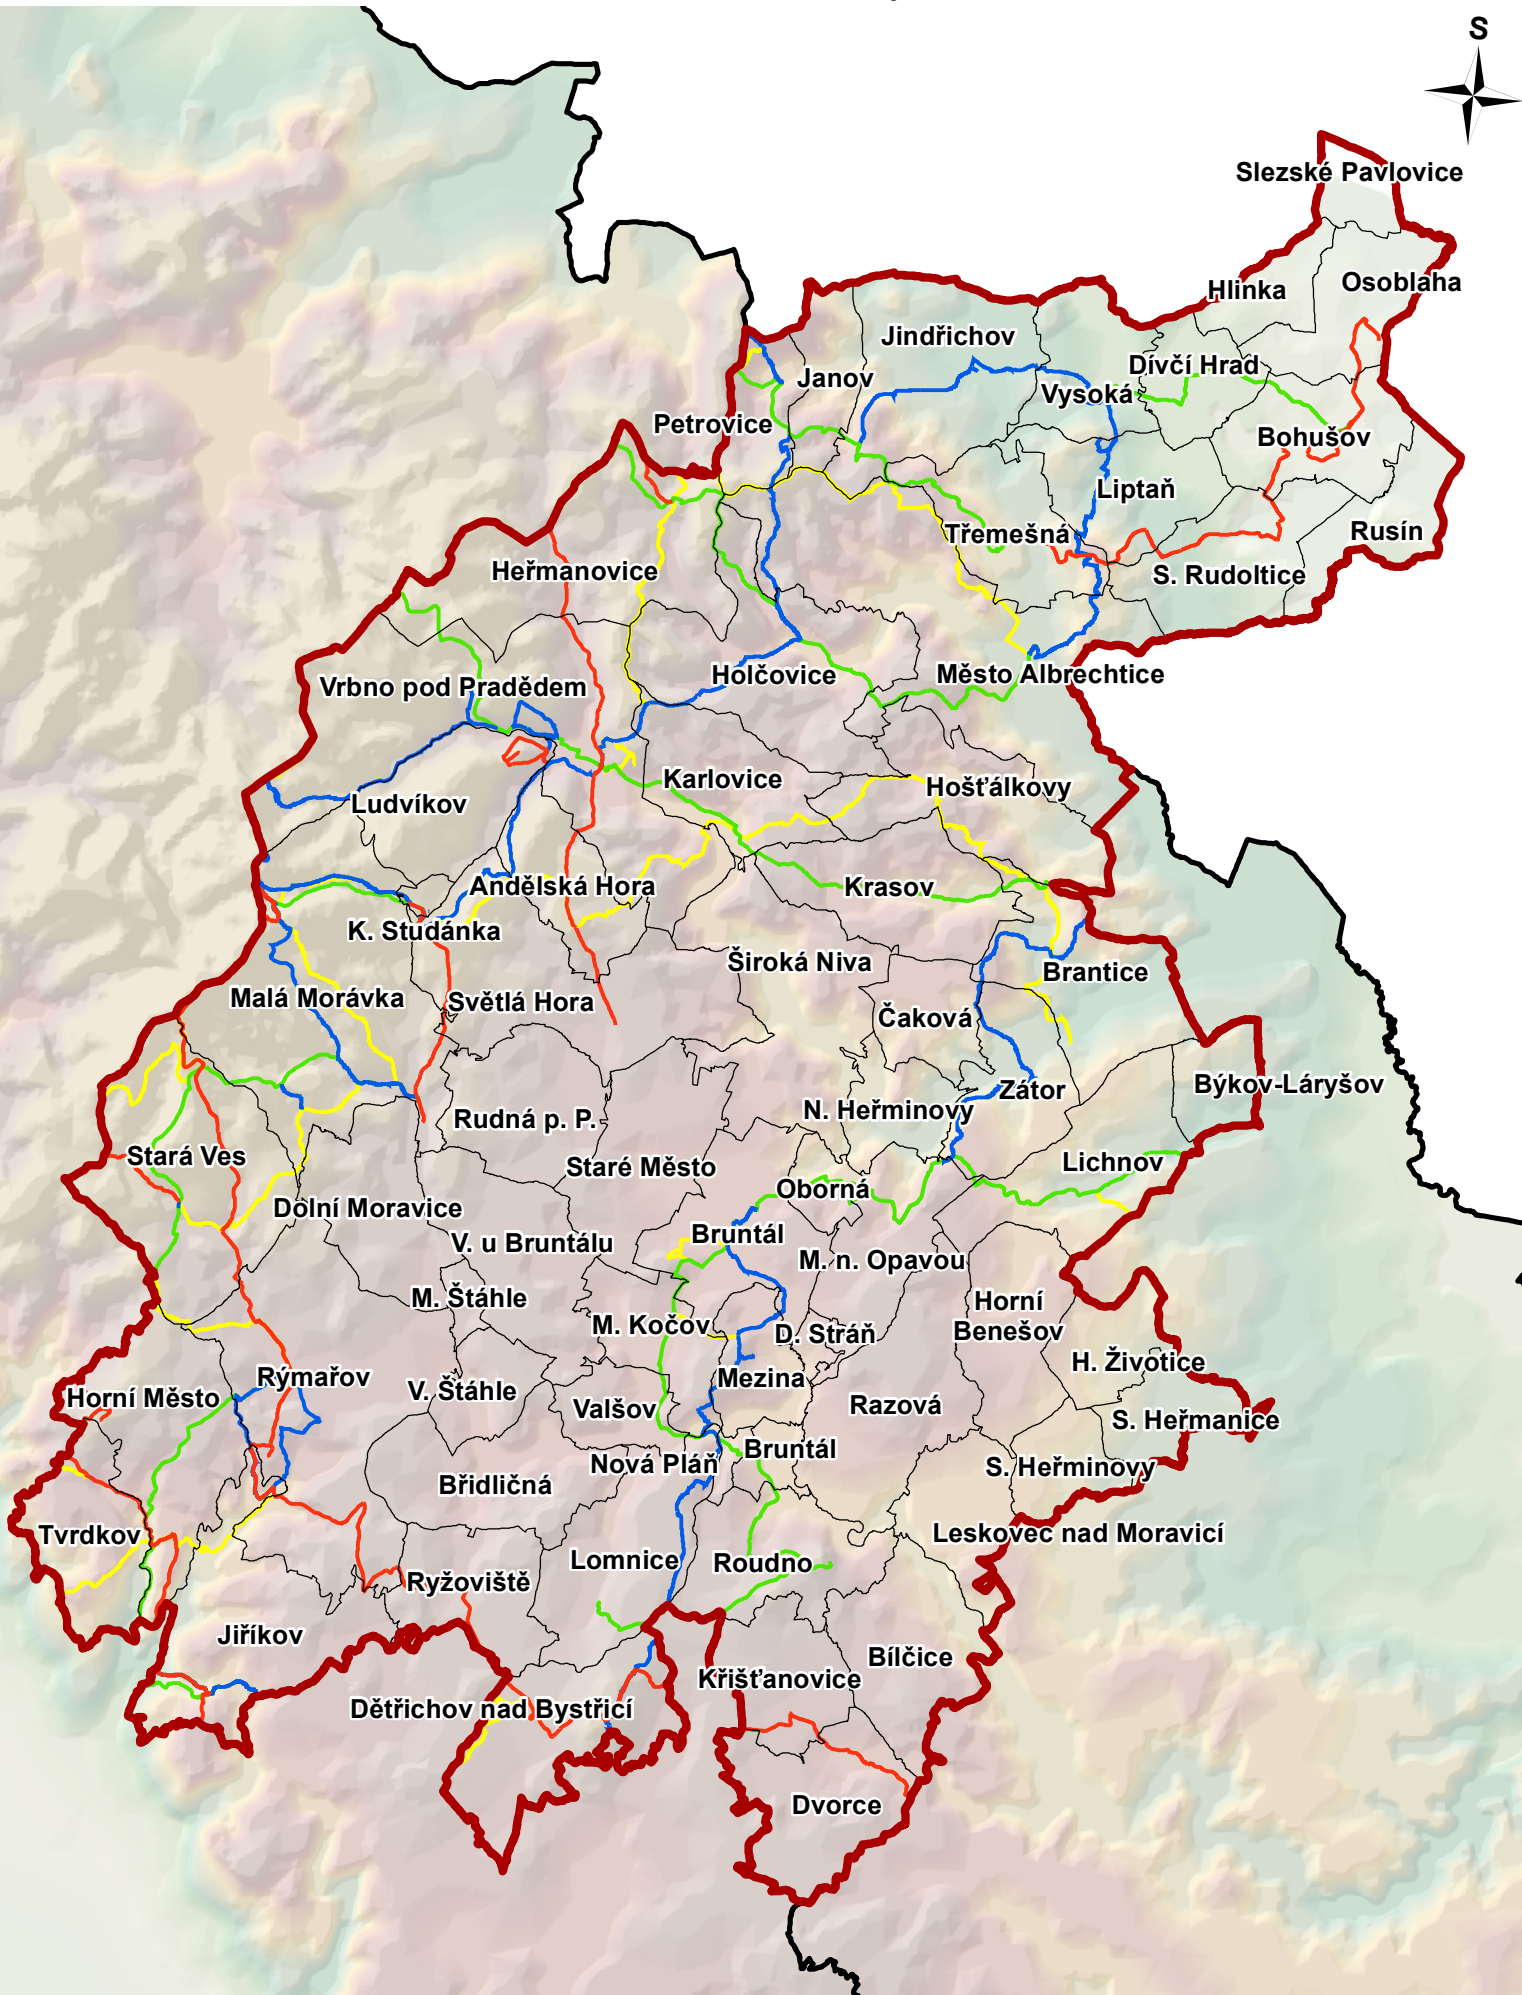 S
Slezské Pavlovice
Hlinka
Osoblaha
Jindřichov
Dívčí Hrad
Janov
Vysoká
Petrovice
Bohušov
Liptaň
Třemešná
Rusín
Heřmanovice
S. Rudoltice
Holčovice
Město Albrechtice
Vrbno pod Pradědem
Karlovice
Hošťálkovy
Ludvíkov
Andělská Hora
Krasov
K. Studánka
Široká Niva
Brantice
Malá Morávka
Světlá Hora
Čaková
Zátor
Býkov-Láryšov
Rudná p. P.
N. Heřminovy
Stará Ves
Staré Město
Lichnov
Oborná
Dolní Moravice
Bruntál
V. u Bruntálu
M. n. Opavou
M. Štáhle
Horní
Benešov
M. Kočov
D. Stráň
H. Životice
Rýmařov
Mezina
Horní Město
V. Štáhle
Valšov
Razová
S. Heřmanice
Bruntál
Nová Pláň
S. Heřminovy
Břidličná
Tvrdkov
Leskovec nad Moravicí
Lomnice
Roudno
Ryžoviště
Jiříkov
Bílčice
Křišťanovice
Dětřichov nad Bystřicí
Dvorce